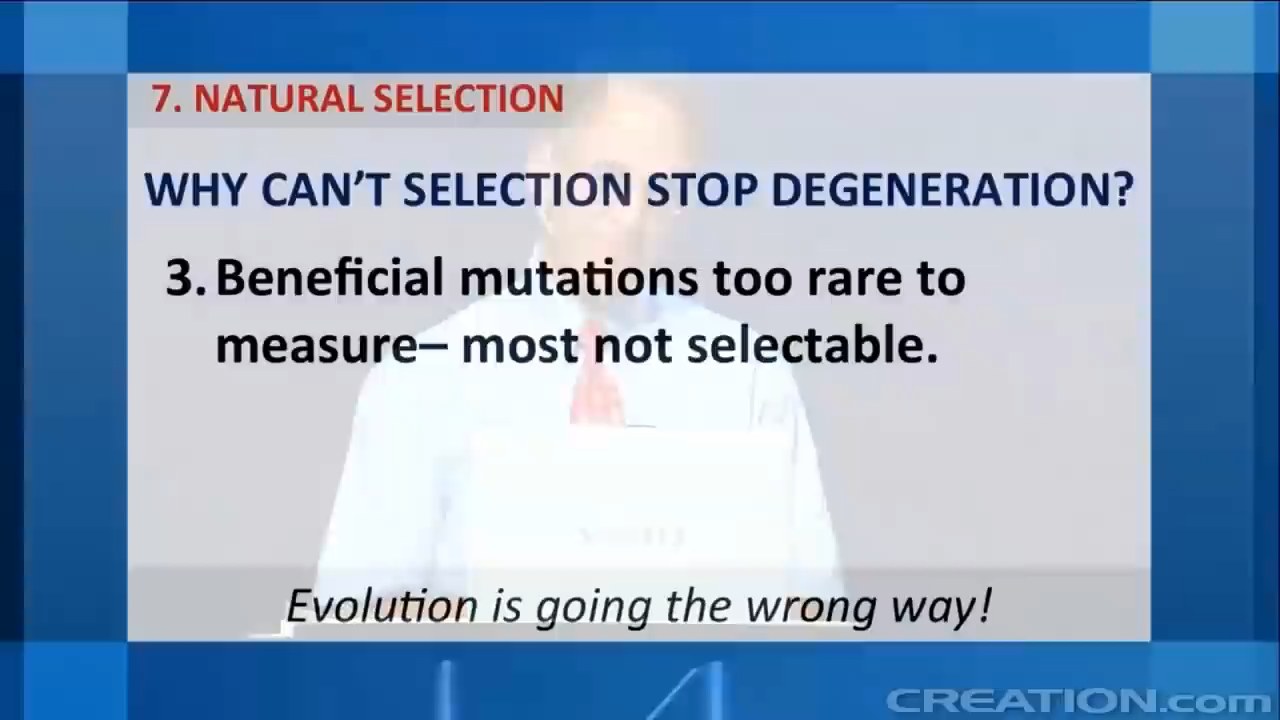 7. NATURAL SELECTION
WHY CAN'T SELECTION STOP DEGENERATION?
3. Beneficial mutations too rare to
measure– most not selectable.
Evolution is going the wrong way!
CREATION.com